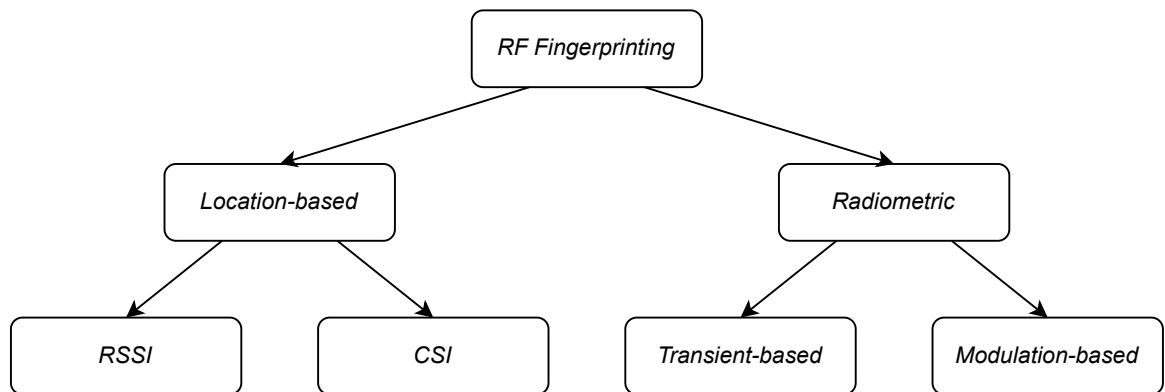 RF Fingerprinting
Location-based
Radiometric
RSSI
CSI
Transient-based
Modulation-based